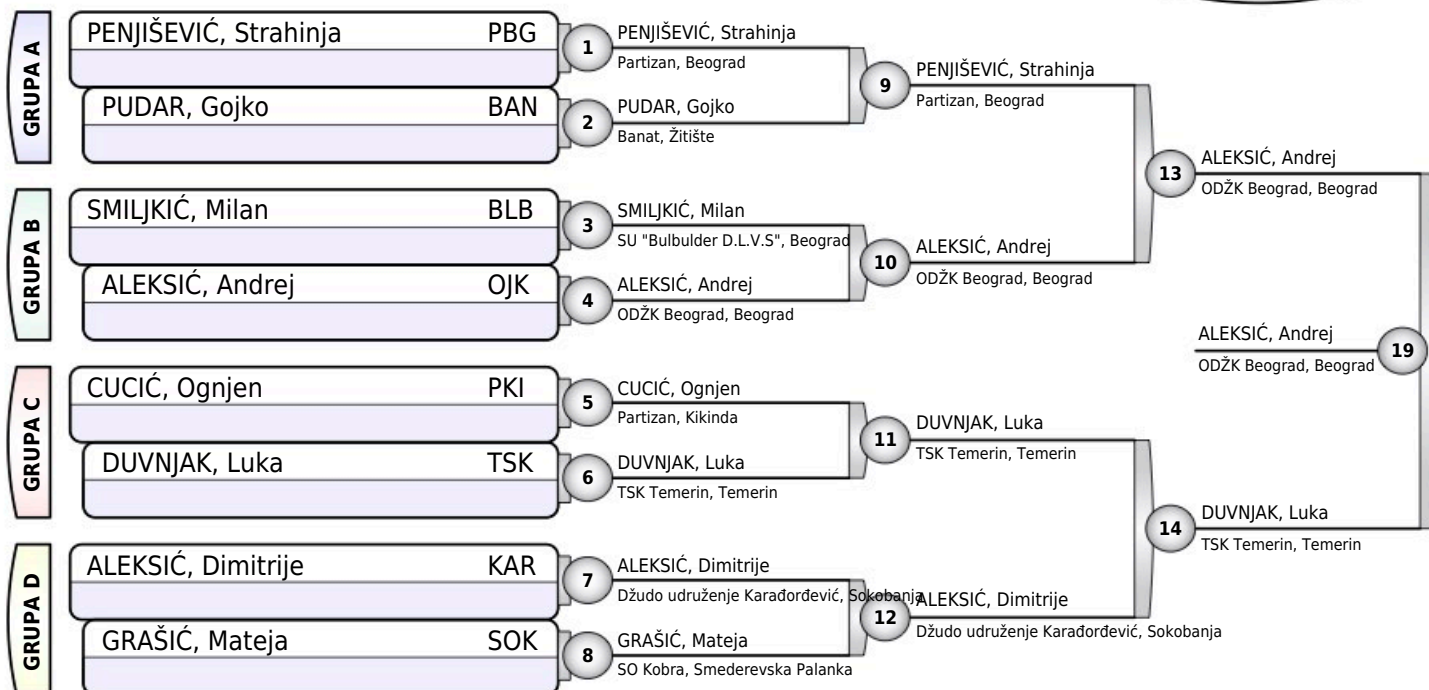 GRUPA A
PENJIŠEVIĆ, Strahinja PBG
PUDAR, Gojko BAN
1
PENJIŠEVIĆ, Strahinja
Partizan, Beograd
2
PUDAR, Gojko
Banat, Žitište
9
PENJIŠEVIĆ, Strahinja
Partizan, Beograd
GRUPA B
SMILJKIĆ, Milan BLB
ALEKSIĆ, Andrej OJK
3
SMILJKIĆ, Milan
SU "Bulbulder D.L.V.S", Beograd
4
ALEKSIĆ, Andrej
ODŽK Beograd, Beograd
10
ALEKSIĆ, Andrej
ODŽK Beograd, Beograd
13
ALEKSIĆ, Andrej
ODŽK Beograd, Beograd
GRUPA C
CUCIĆ, Ognjen PKI
DUVNJAK, Luka TSK
5
CUCIĆ, Ognjen
Partizan, Kikinda
6
DUVNJAK, Luka
TSK Temerin, Temerin
11
DUVNJAK, Luka
TSK Temerin, Temerin
GRUPA D
ALEKSIĆ, Dimitrije KAR
GRAŠIĆ, Mateja SOK
7
ALEKSIĆ, Dimitrije
Džudo udruženje Karađorđević, Sokobanja
8
GRAŠIĆ, Mateja
SO Kobra, Smederevska Palanka
12
ALEKSIĆ, Dimitrije
Džudo udruženje Karađorđević, Sokobanja
14
DUVNJAK, Luka
TSK Temerin, Temerin
ALEKSIĆ, Andrej
ODŽK Beograd, Beograd
19